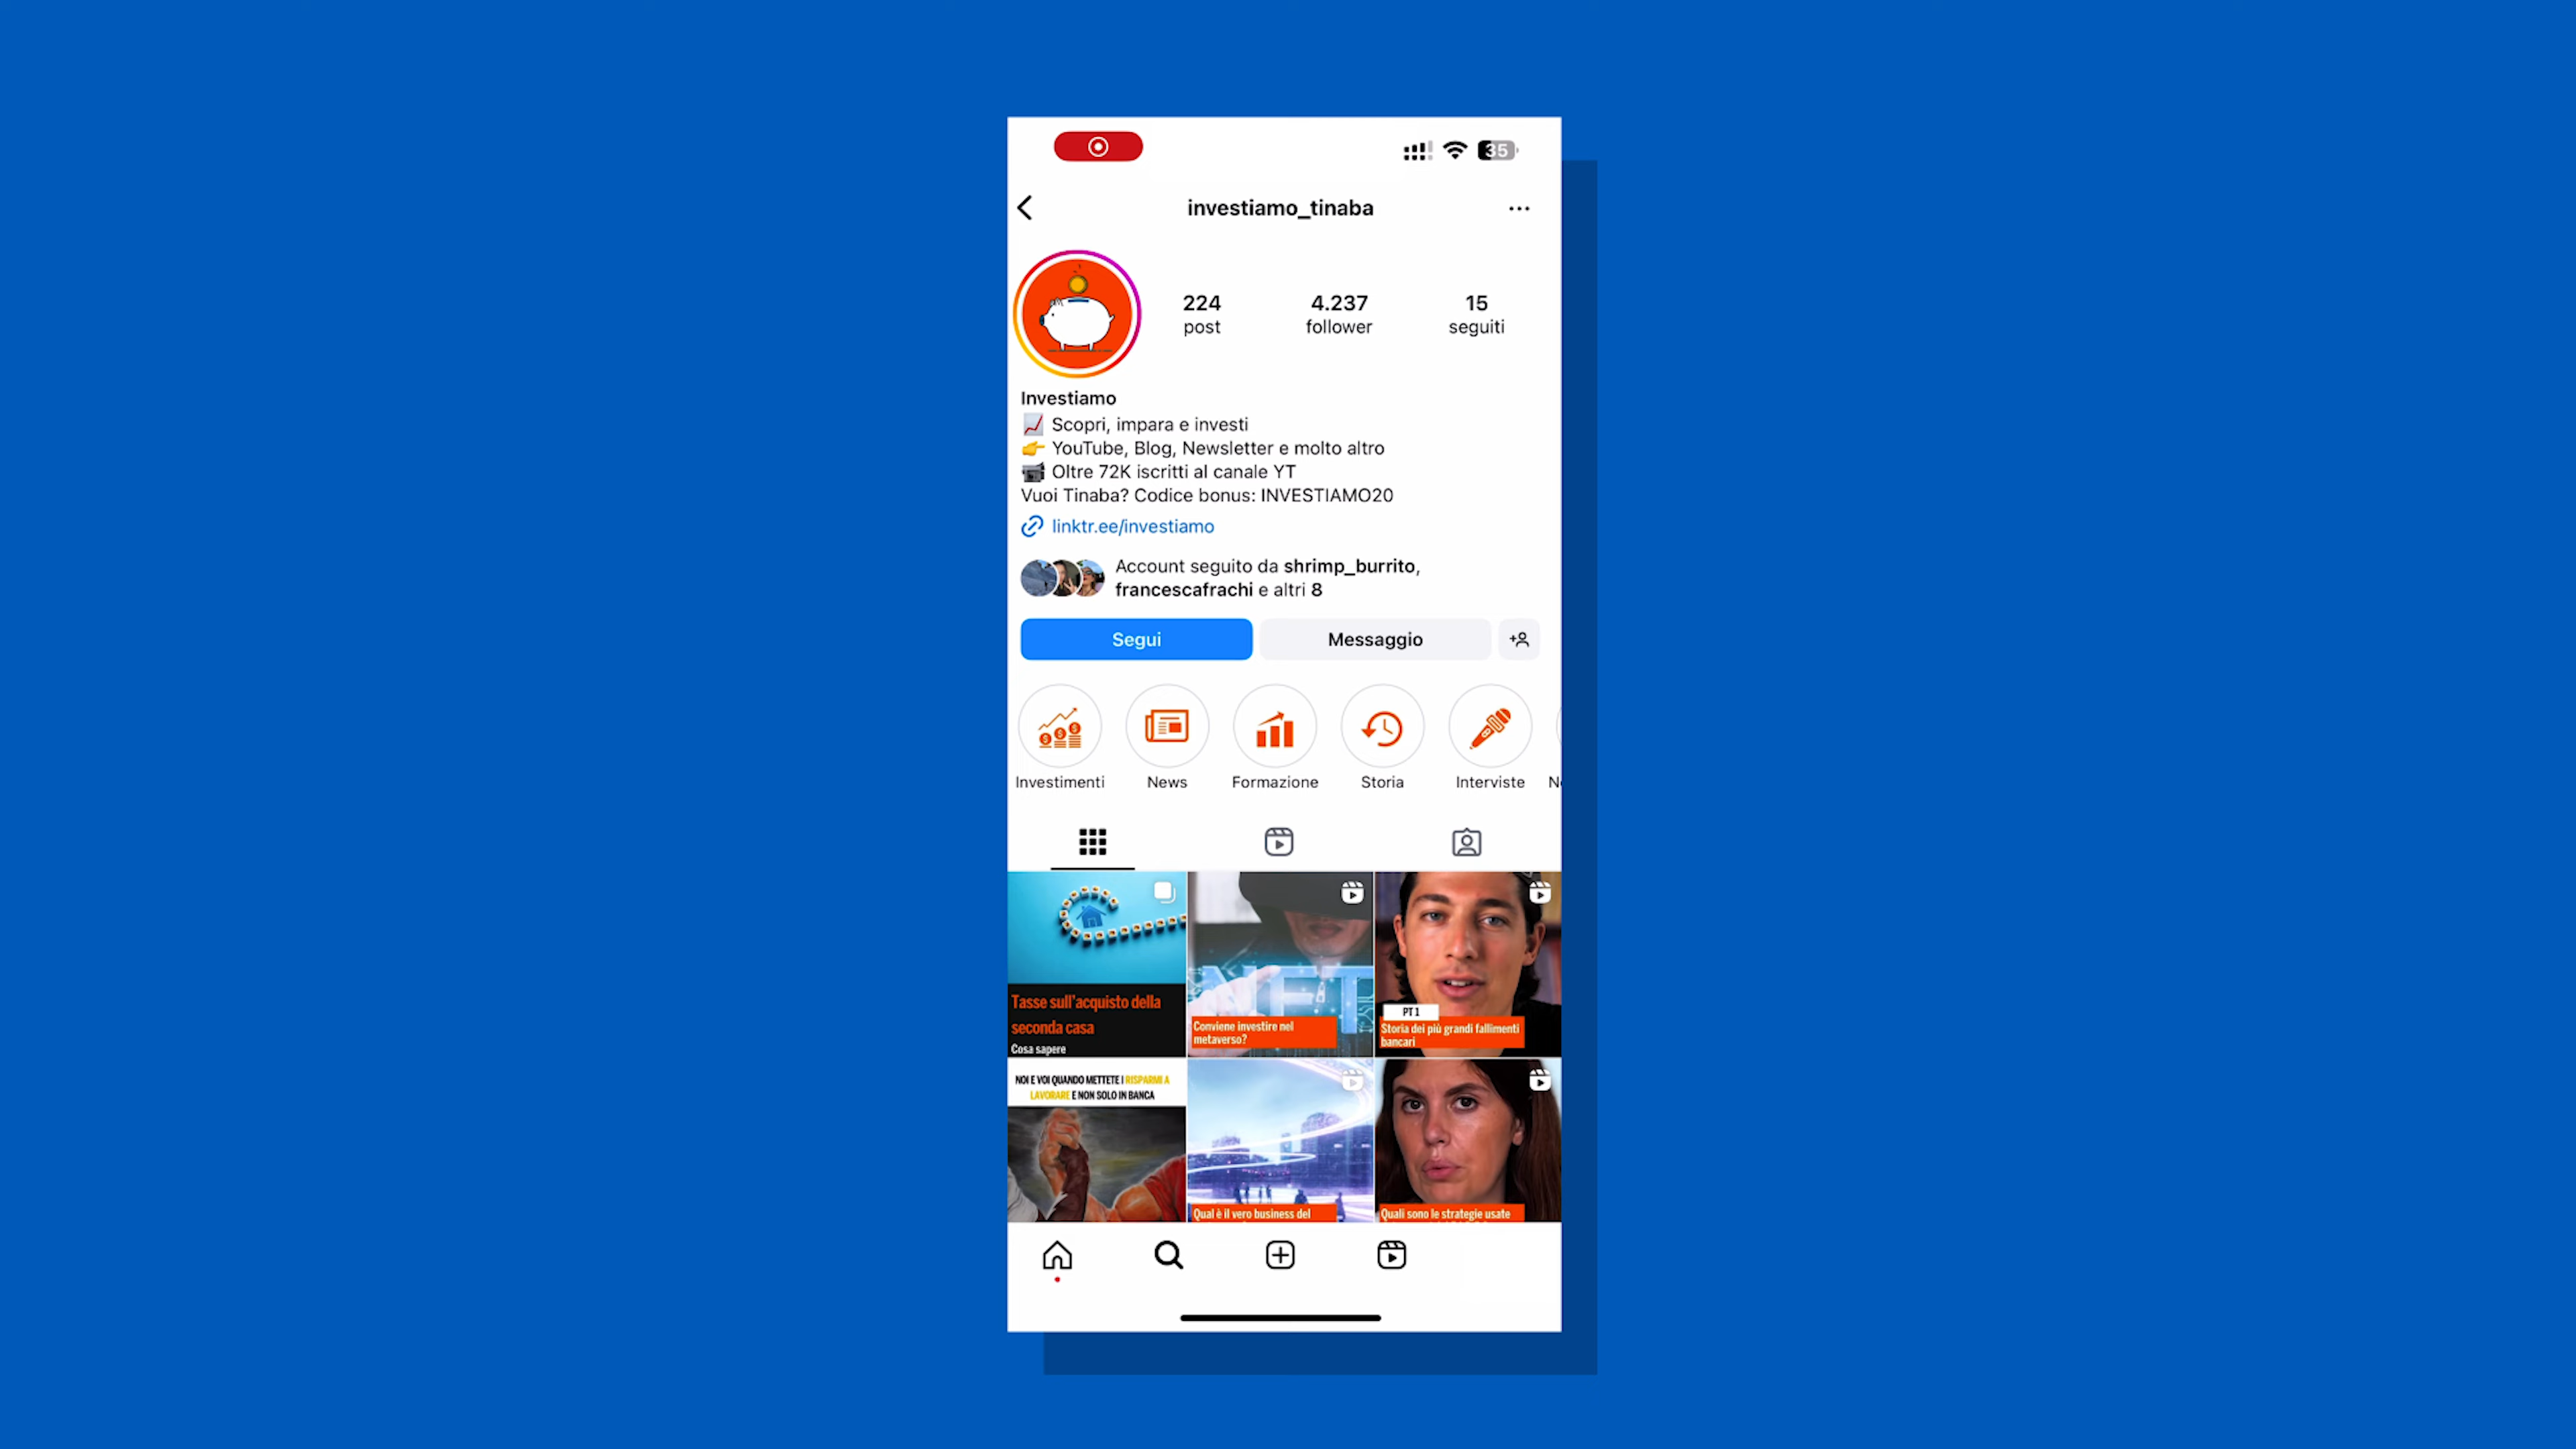 35
investiamo_tinaba
224
post
4.237
follower
15
seguiti
Investiamo
Scopri, impara e investi
YouTube, Blog, Newsletter e molto altro
Oltre 72K iscritti al canale YT
Vuoi Tinaba? Codice bonus: INVESTIAMO20
linktr.ee/investiamo
Account seguito da shrimp_burrito,
francescafrachi e altri 8
Segui
Messaggio
Investimenti
News
Formazione
Storia
Interviste
Tasse sull'acquisto della
seconda casa
Cosa sapere
Conviene investire nel
metaverso?
PT 1
Storia dei più grandi fallimenti
bancari
NOI E VOI QUANDO METTETE I RISPARMI A
LAVORARE E NON SOLO IN BANCA
Qual è il vero business del
Quali sono le strategie usate